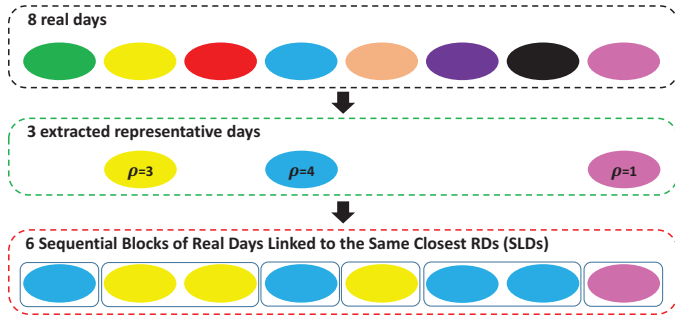 8 real days
3 extracted representative days
ρ=3 ρ=4 ρ=1
6 Sequential Blocks of Real Days Linked to the Same Closest RDs (SLDs)